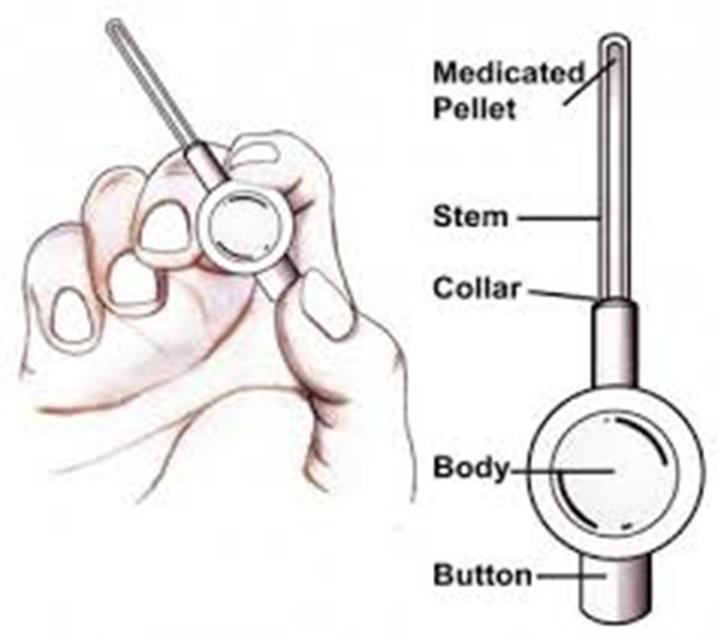 Medicated
Pellet
Stem
Collar
Body
Button